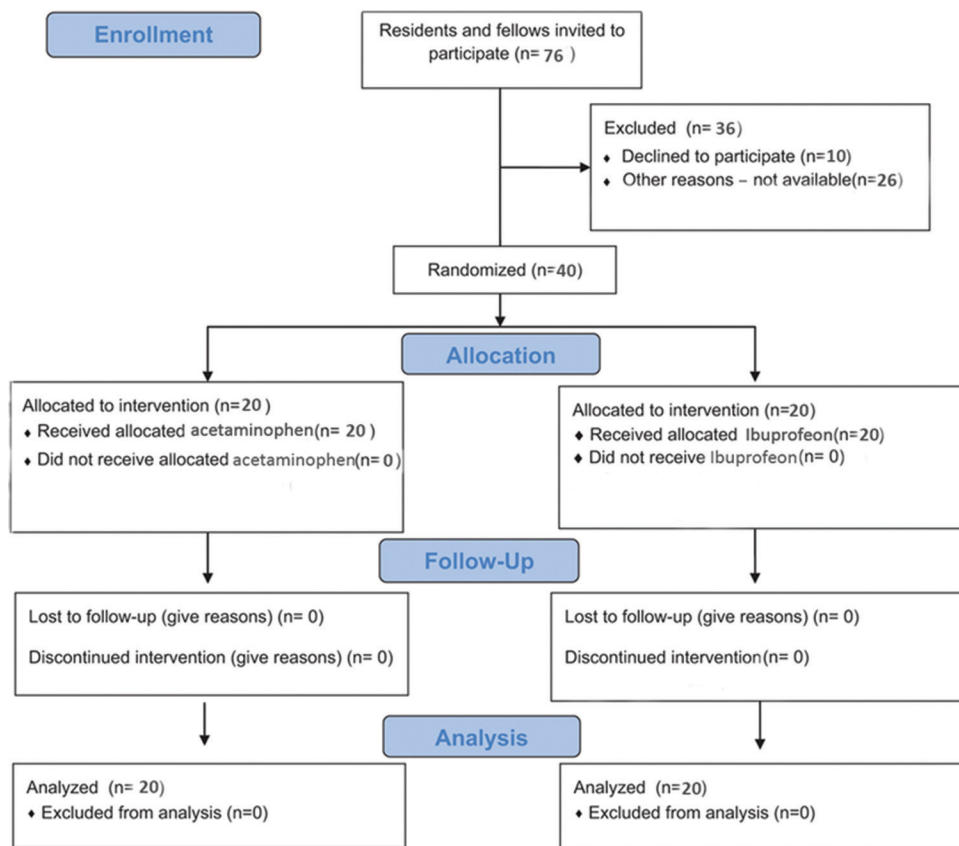 Enrollment
Residents and fellows invited to
participate (n= 76 )
Excluded (n= 36)
♦ Declined to participate (n=10)
♦ Other reasons – not available(n=26)
Randomized (n=40)
Allocation
Allocated to intervention (n=20 )
♦ Received allocated acetaminophen(n= 20 )
♦ Did not receive allocated acetaminophen(n= 0)
Allocated to intervention (n=20)
♦ Received allocated Ibuprofeon(n=20)
♦ Did not receive Ibuprofeon(n= 0)
Follow-Up
Lost to follow-up (give reasons) (n= 0)
Discontinued intervention (give reasons) (n= 0)
Lost to follow-up (give reasons) (n= 0)
Discontinued intervention(n= 0)
Analysis
Analyzed (n= 20)
♦ Excluded from analysis (n=0)
Analyzed (n=20)
♦ Excluded from analysis (n=0)